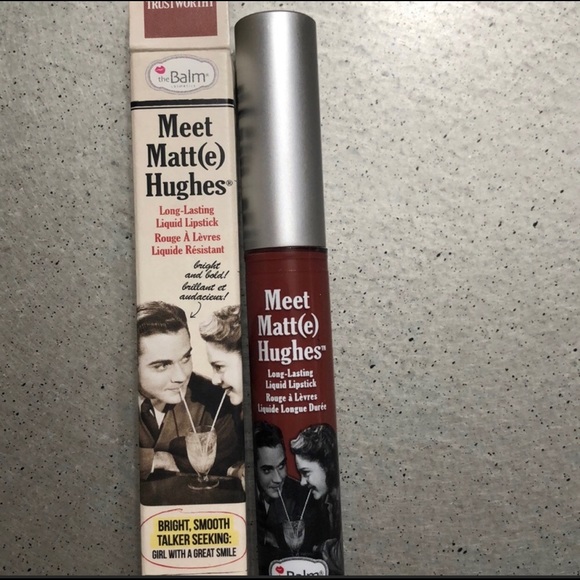 TRUSTWORTHY
theBalm®
cosmetics
Meet
Matt(e)
Hughes®
Long-Lasting
Liquid Lipstick
Rouge À Lèvres
Liquide Résistant
bright
and bold!
brillant et
audacieux!
BRIGHT, SMOOTH
TALKER SEEKING:
GIRL WITH A GREAT SMILE
Meet
Matt(e)
Hughes™
Long-Lasting
Liquid Lipstick
Rouge à Lèvres
Liquide Longue Durée
theBalm